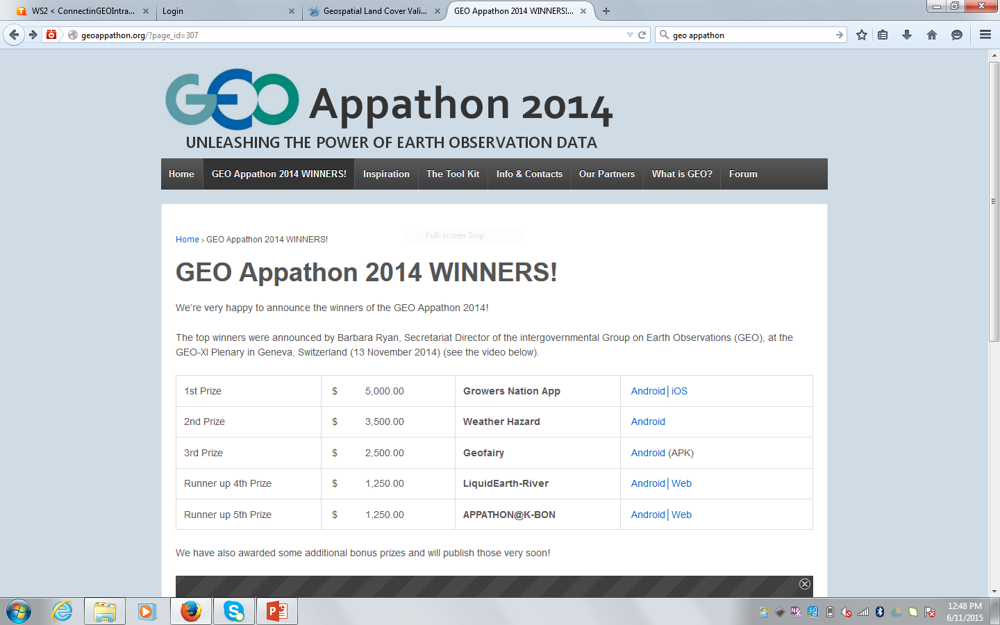 WS2 < ConnectinGEOIntra...
Login
Geospatial Land Cover Vali...
GEO Appathon 2014 WINNERS!...
geoappathon.org/?page_id=307
geo appathon
GEO Appathon 2014
UNLEASHING THE POWER OF EARTH OBSERVATION DATA
Home
GEO Appathon 2014 WINNERS!
Inspiration
The Tool Kit
Info & Contacts
Our Partners
What is GEO?
Forum
Full-screen Snip
Home › GEO Appathon 2014 WINNERS!
GEO Appathon 2014 WINNERS!
We're very happy to announce the winners of the GEO Appathon 2014!
The top winners were announced by Barbara Ryan, Secretariat Director of the intergovernmental Group on Earth Observations (GEO), at the
GEO-XI Plenary in Geneva, Switzerland (13 November 2014) (see the video below).
1st Prize $ 5,000.00 Growers Nation App Android│iOS
2nd Prize $ 3,500.00 Weather Hazard Android
3rd Prize $ 2,500.00 Geofairy Android (APK)
Runner up 4th Prize $ 1,250.00 LiquidEarth-River Android│Web
Runner up 5th Prize $ 1,250.00 APPATHON@K-BON Android│Web
We have also awarded some additional bonus prizes and will publish those very soon!
12:48 PM
6/11/2015